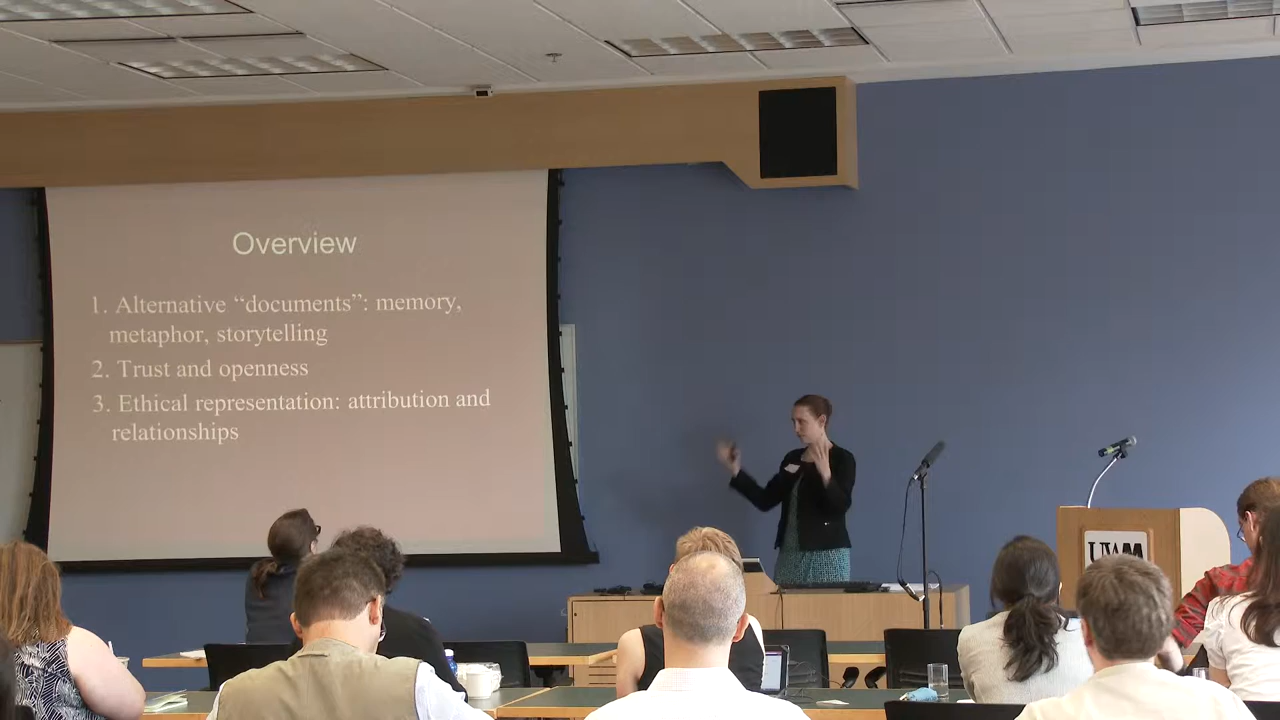 Overview
1. Alternative “documents”: memory,
metaphor, storytelling
2. Trust and openness
3. Ethical representation: attribution and
relationships
UWM